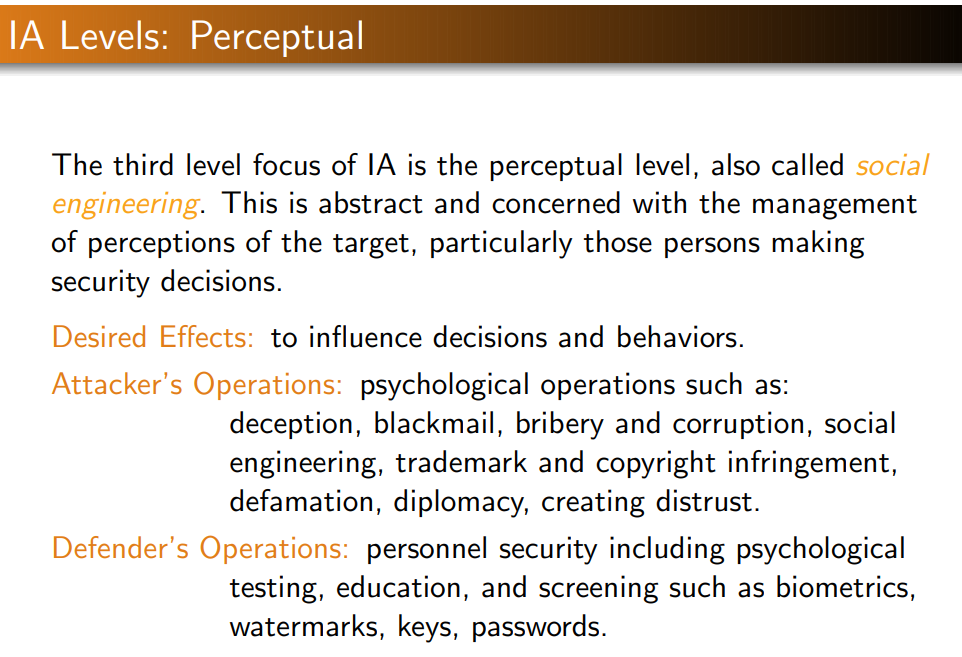 IA Levels: Perceptual
The third level focus of IA is the perceptual level, also called social
engineering. This is abstract and concerned with the management
of perceptions of the target, particularly those persons making
security decisions.
Desired Effects: to influence decisions and behaviors.
Attacker's Operations: psychological operations such as:
deception, blackmail, bribery and corruption, social
engineering, trademark and copyright infringement,
defamation, diplomacy, creating distrust.
Defender's Operations: personnel security including psychological
testing, education, and screening such as biometrics,
watermarks, keys, passwords.